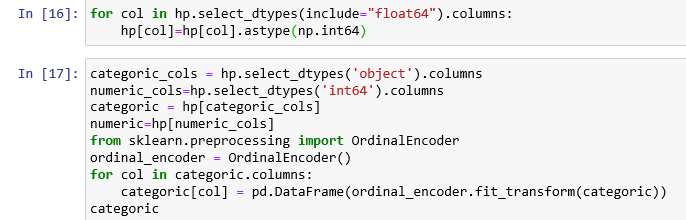 In [16]: for col in hp.select_dtypes(include="float64").columns:
    hp[col]=hp[col].astype(np.int64)
In [17]: categoric_cols = hp.select_dtypes('object').columns
numeric_cols=hp.select_dtypes('int64').columns
categoric = hp[categoric_cols]
numeric=hp[numeric_cols]
from sklearn.preprocessing import OrdinalEncoder
ordinal_encoder = OrdinalEncoder()
for col in categoric.columns:
    categoric[col] = pd.DataFrame(ordinal_encoder.fit_transform(categoric))
categoric